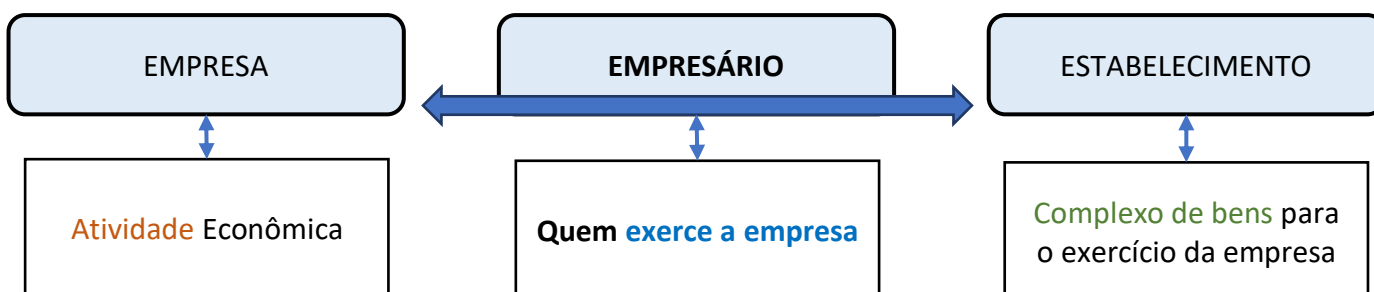 EMPRESA
EMPRESÁRIO
ESTABELECIMENTO
Atividade Econômica
Quem exerce a empresa
Complexo de bens para
o exercício da empresa